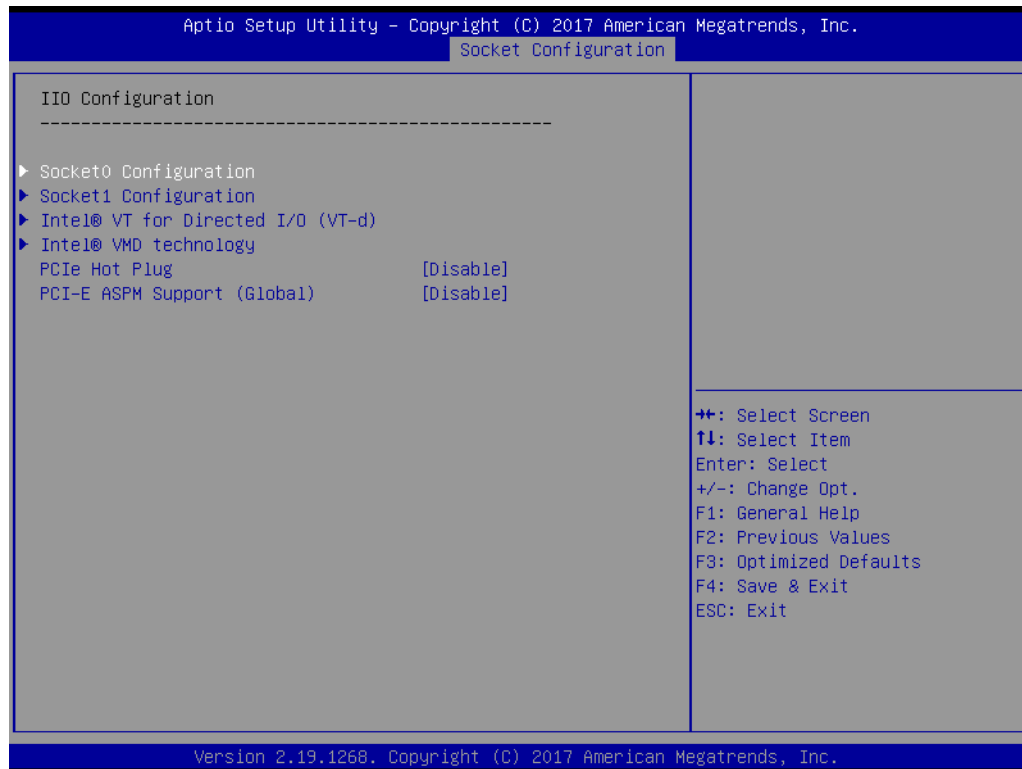 Aptio Setup Utility – Copyright (C) 2017 American Megatrends, Inc.
Socket Configuration
IIO Configuration
--------------------------------------------------
▶ Socket0 Configuration
▶ Socket1 Configuration
▶ Intel® VT for Directed I/O (VT-d)
▶ Intel® VMD technology
PCIe Hot Plug [Disable]
PCI-E ASPM Support (Global) [Disable]
→←: Select Screen
↑↓: Select Item
Enter: Select
+/-: Change Opt.
F1: General Help
F2: Previous Values
F3: Optimized Defaults
F4: Save & Exit
ESC: Exit
Version 2.19.1268. Copyright (C) 2017 American Megatrends, Inc.